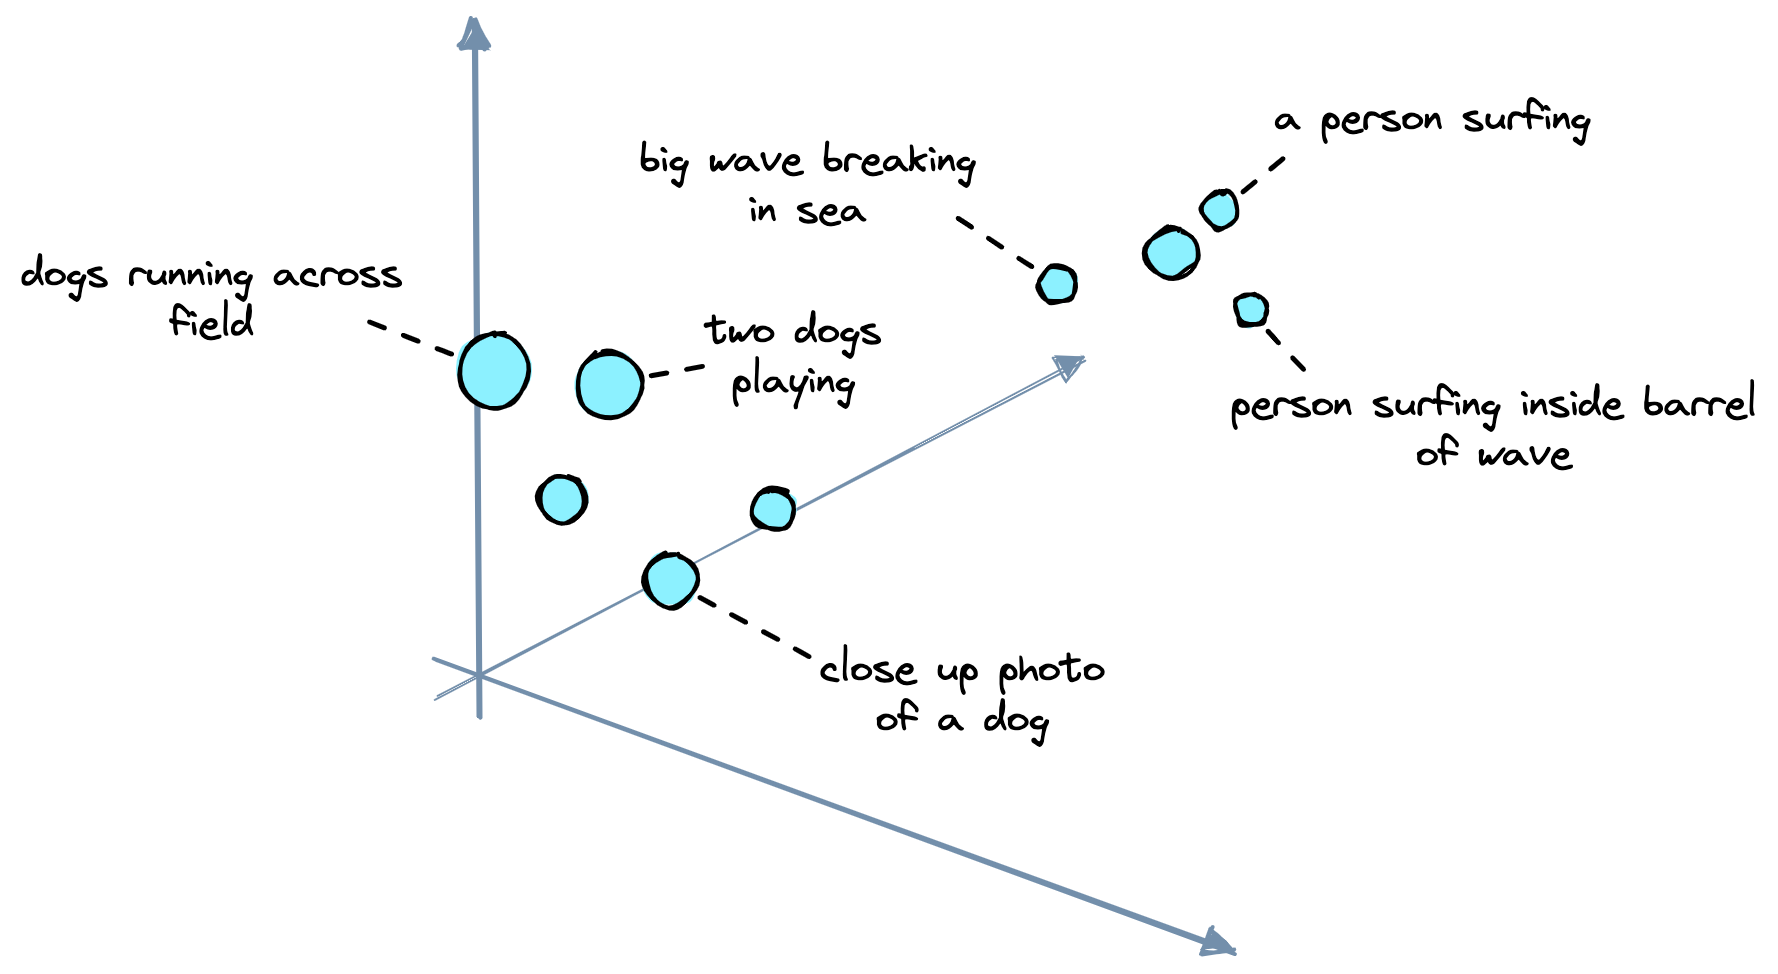 a person surfing
big wave breaking
in sea
dogs running across
field
two dogs
playing
person surfing inside barrel
of wave
close up photo
of a dog